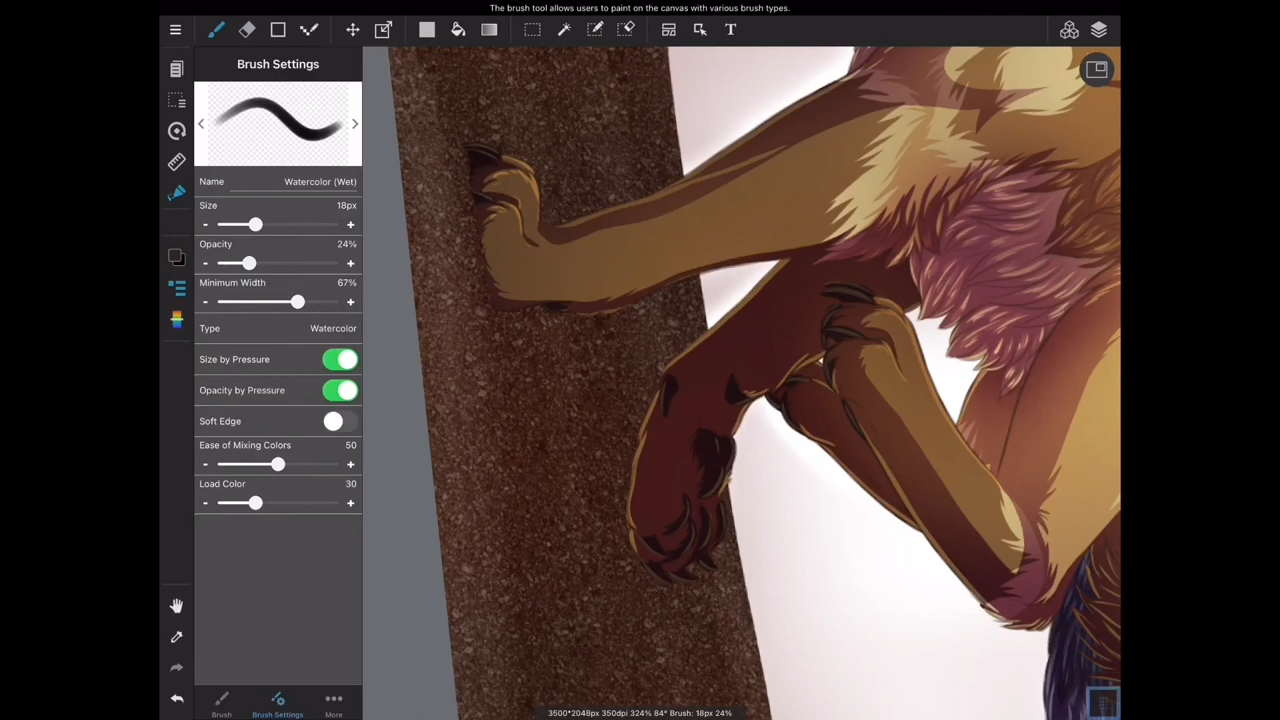 The brush tool allows users to paint on the canvas with various brush types.
T
Brush Settings
Name Watercolor (Wet)
Size 18px
- +
Opacity 24%
- +
Minimum Width 67%
- +
Type Watercolor
Size by Pressure
Opacity by Pressure
Soft Edge
Ease of Mixing Colors 50
- +
Load Color 30
- +
Brush Brush Settings More
3500*2048px 350dpi 324% 84° Brush: 18px 24%